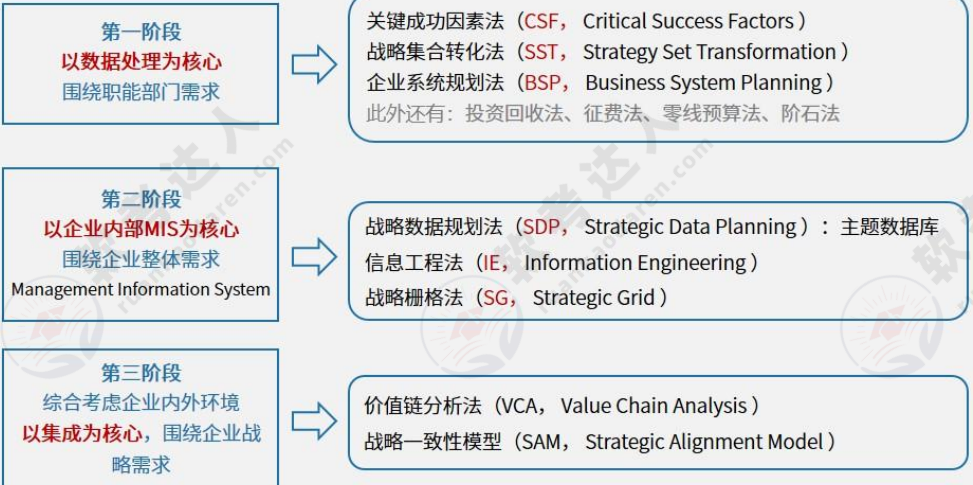 第一阶段
以数据处理为核心
围绕职能部门需求
关键成功因素法（CSF， Critical Success Factors ）
战略集合转化法（SST， Strategy Set Transformation ）
企业系统规划法（BSP， Business System Planning ）
此外还有：投资回收法、征费法、零线预算法、阶石法
第二阶段
以企业内部MIS为核心
围绕企业整体需求
Management Information System
战略数据规划法（SDP， Strategic Data Planning ）：主题数据库
信息工程法（IE， Information Engineering ）
战略栅格法（SG， Strategic Grid ）
第三阶段
综合考虑企业内外环境
以集成为核心，围绕企业战
略需求
价值链分析法（VCA， Value Chain Analysis ）
战略一致性模型（SAM， Strategic Alignment Model ）
软考达人
软考达人
软